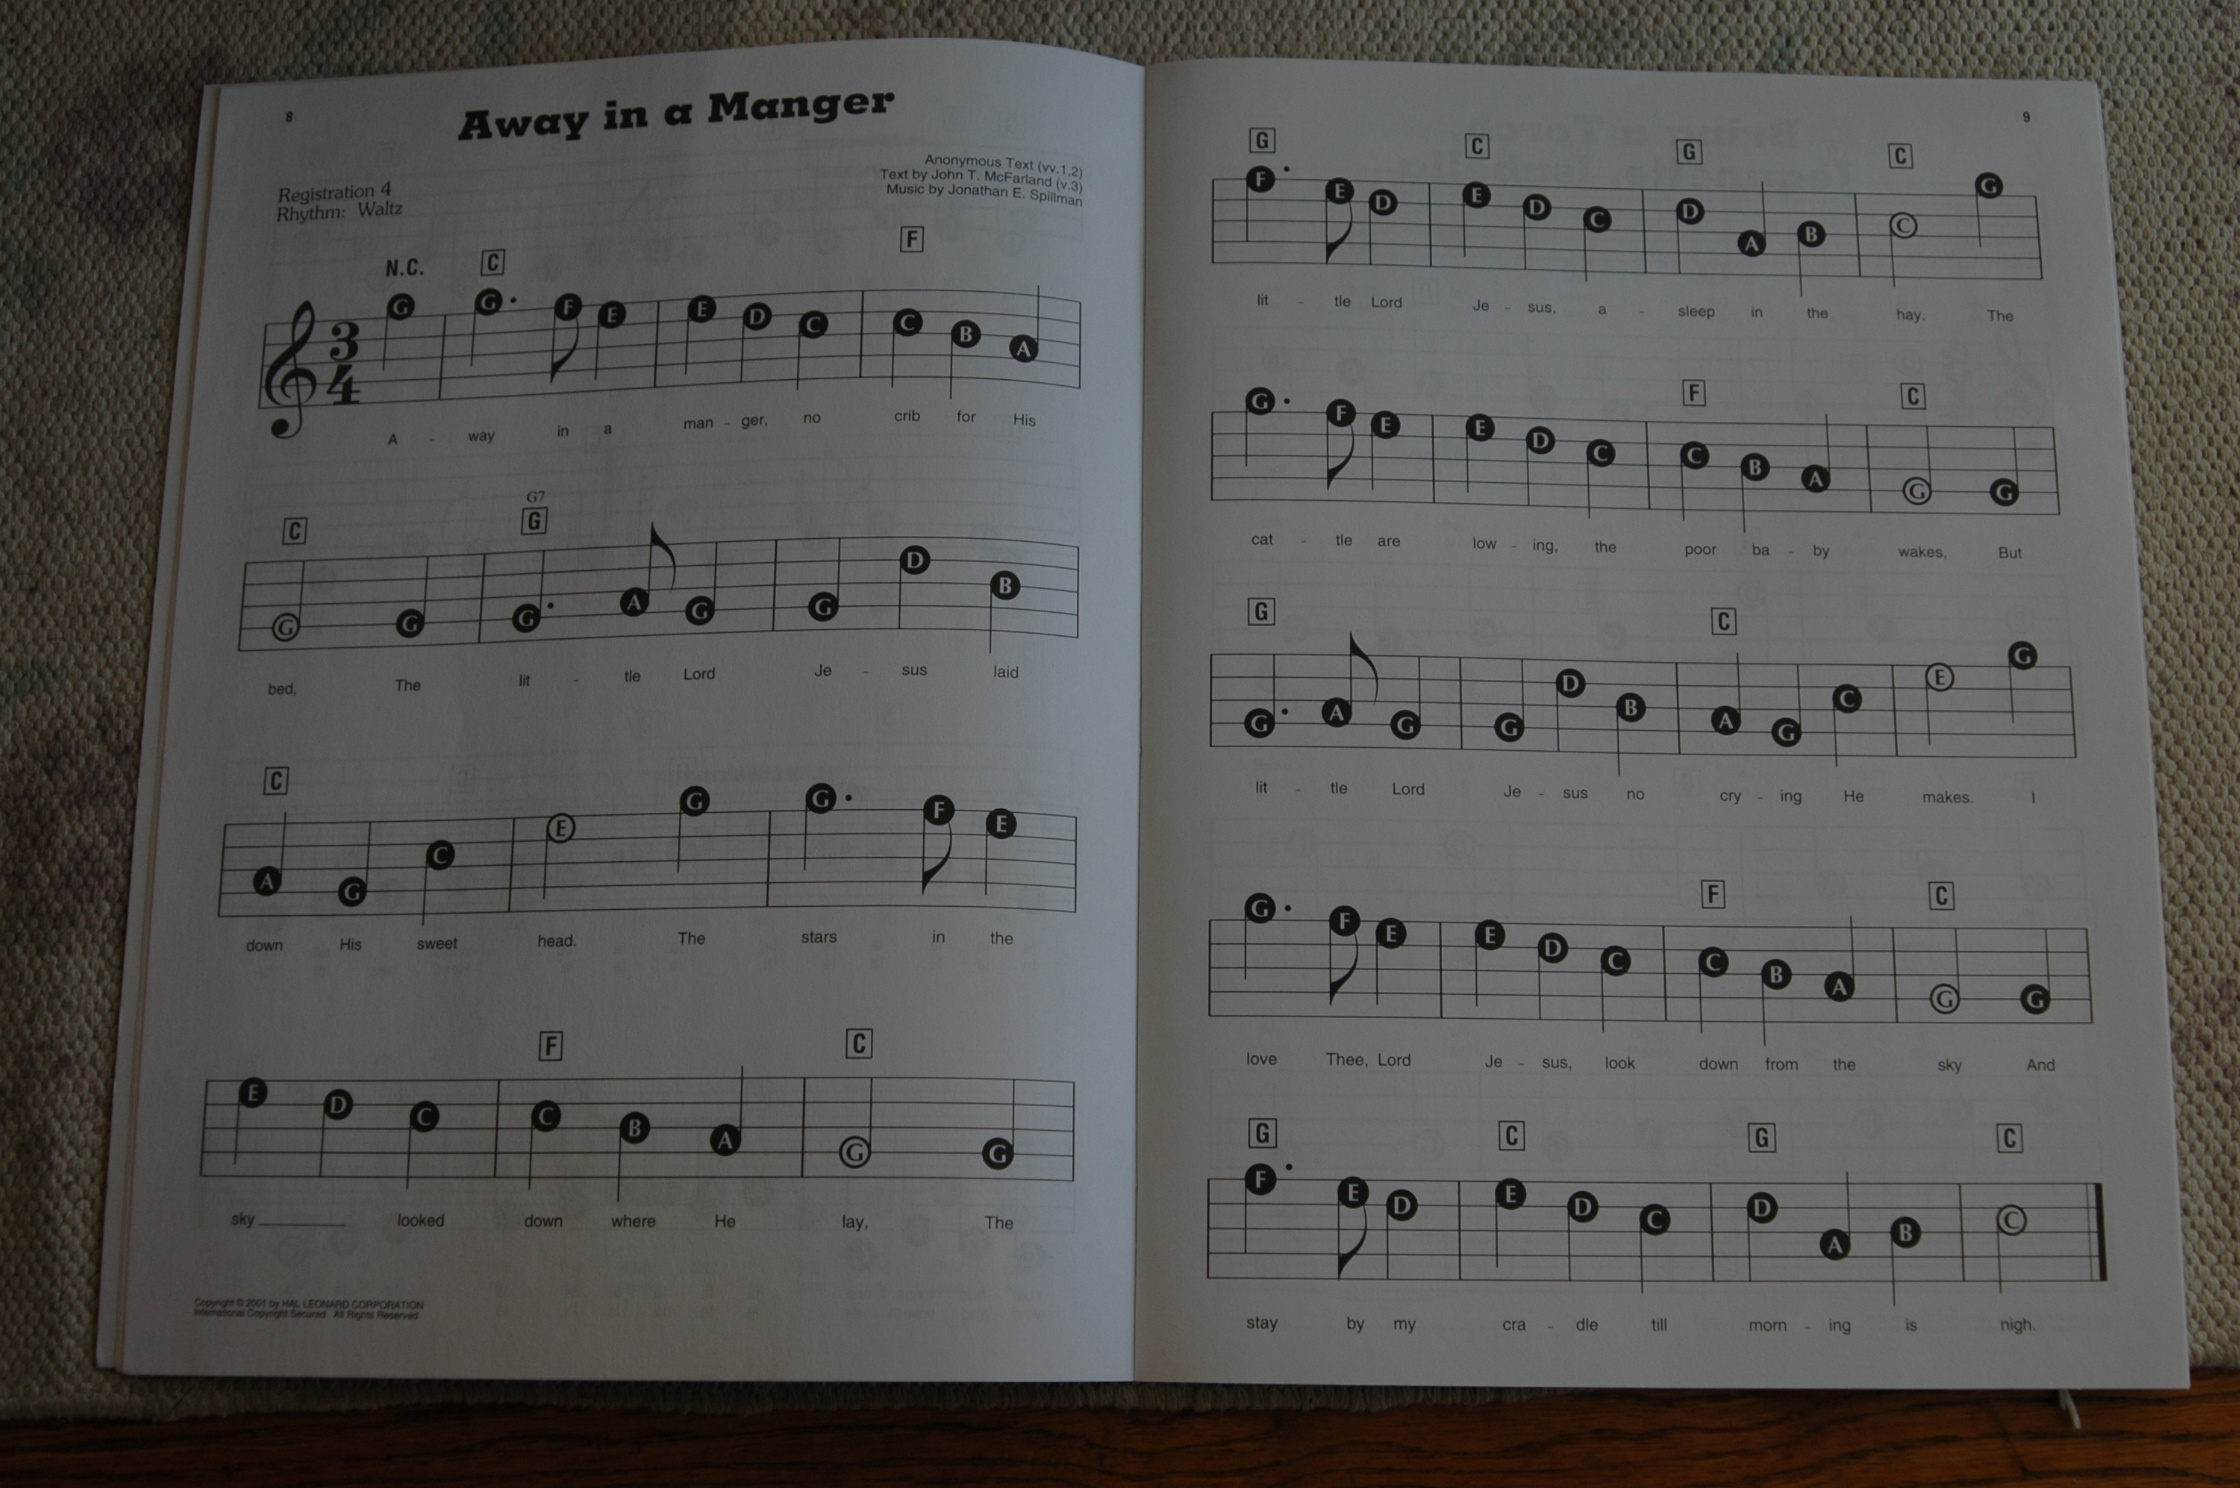 8
Away in a Manger
Anonymous Text (vv.1,2)
Text by John T. McFarland (v.3)
Music by Jonathan E. Spillman
Registration 4
Rhythm: Waltz
N.C. C F
3
4
G G F E E D C C B A
A - way in a man - ger, no crib for His
G7
C G
G G G A G G D B
bed, The lit - tle Lord Je - sus laid
C
A G C E G G F E
down His sweet head. The stars in the
F C
E D C C B A G G
sky looked down where He lay, The
Copyright © 2001 by HAL LEONARD CORPORATION
International Copyright Secured All Rights Reserved
9
G C G C
F E D E D C D A B C G
lit - tle Lord Je - sus, a - sleep in the hay. The
F C
G F E E D C C B A G G
cat - tle are low - ing, the poor ba - by wakes, But
G C
G A G G D B A G C E G
lit - tle Lord Je - sus no cry - ing He makes. I
F C
G F E E D C C B A G G
love Thee, Lord Je - sus, look down from the sky And
G C G C
F E D E D C D A B C
stay by my cra - dle till morn - ing is nigh.